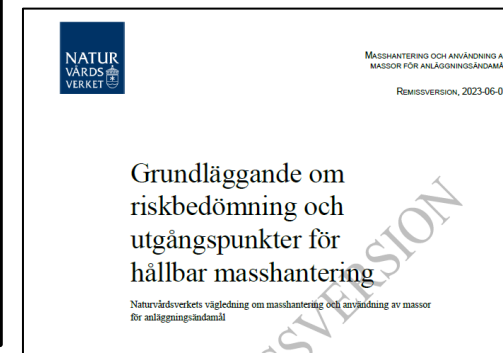 NATUR
VÅRDS
VERKET
MASSHANTERING OCH ANVÄNDNING
MASSOR FÖR ANLÄGGNINGSÄNDAMÅ
REMISSVERSION, 2023-06-0
Grundläggande om
riskbedömning och
utgångspunkter för
hållbar masshantering
Naturvårdsverkets vägledning om masshantering och användning av massor
för anläggningsändamål
SVERSION